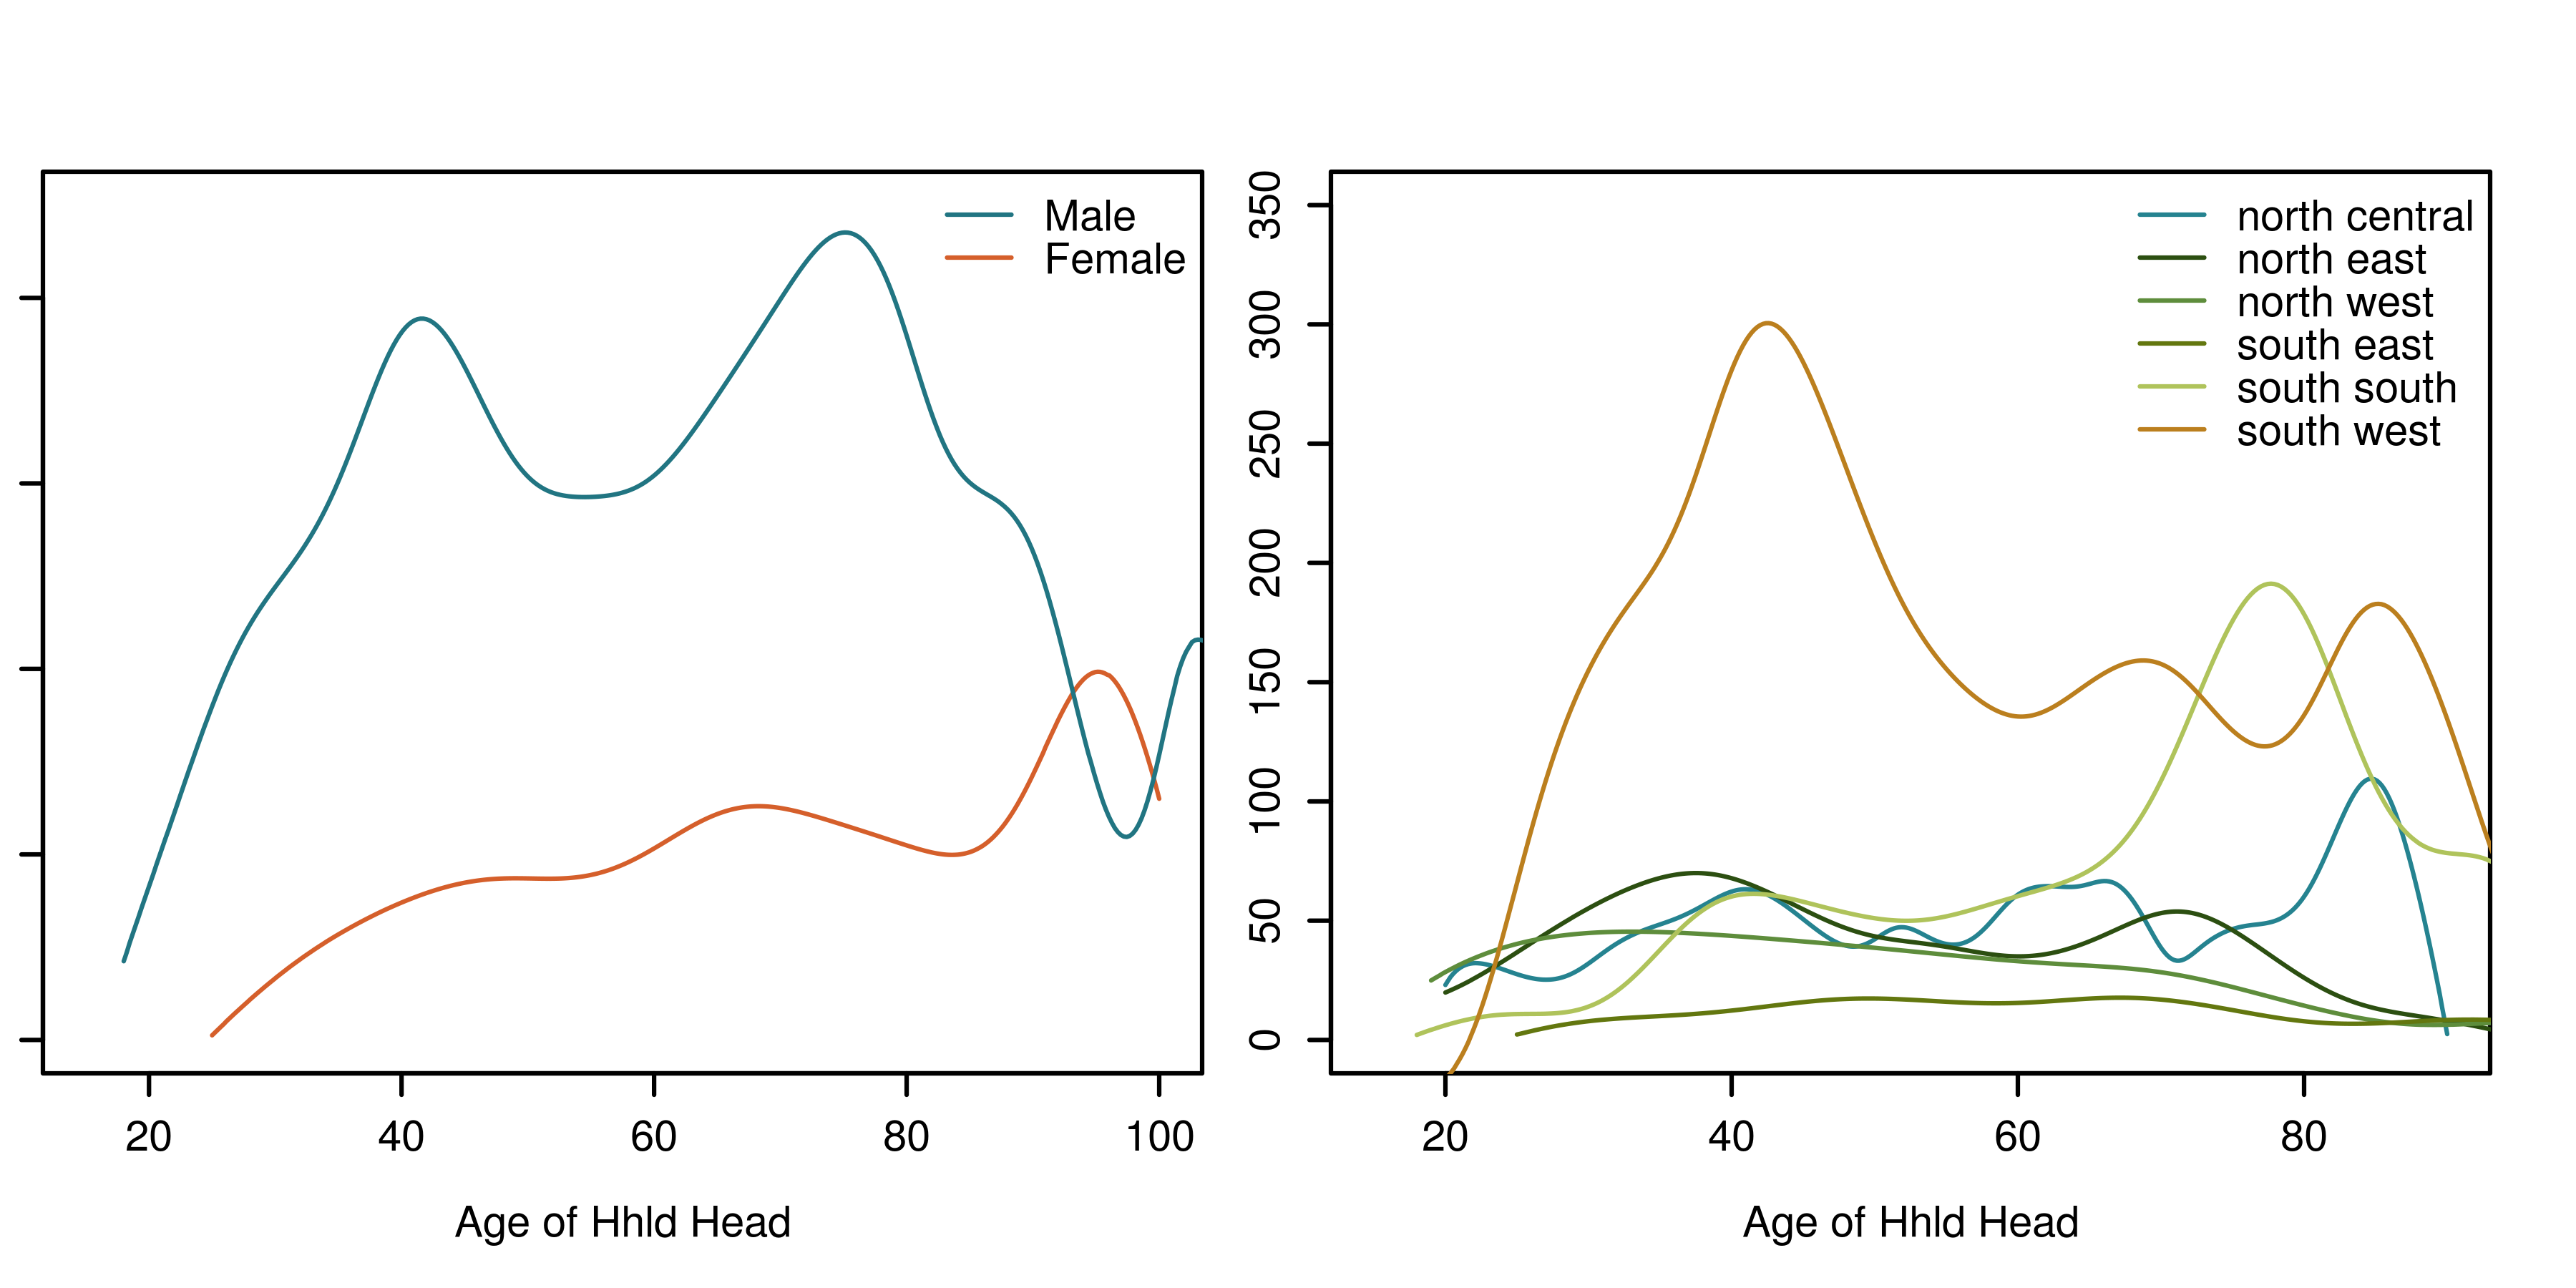 Male
Female
20 40 60 80 100
Age of Hhld Head
350
300
250
200
150
100
50
0
north central
north east
north west
south east
south south
south west
20 40 60 80
Age of Hhld Head